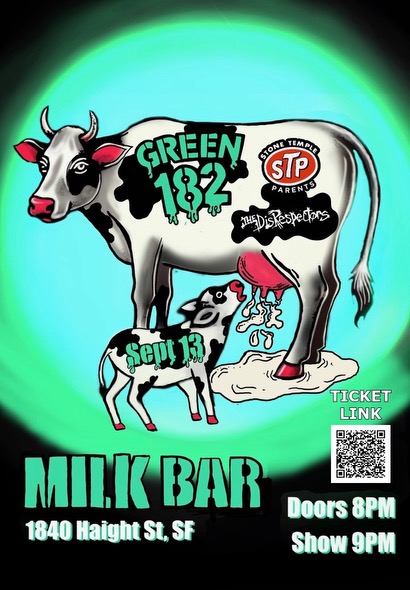 GREEN
182
STONE TEMPLE
STP
PARENTS
THE DisRespectors
Sept 13
TICKET
LINK
MILK BAR
1840 Haight St, SF
Doors 8PM
Show 9PM